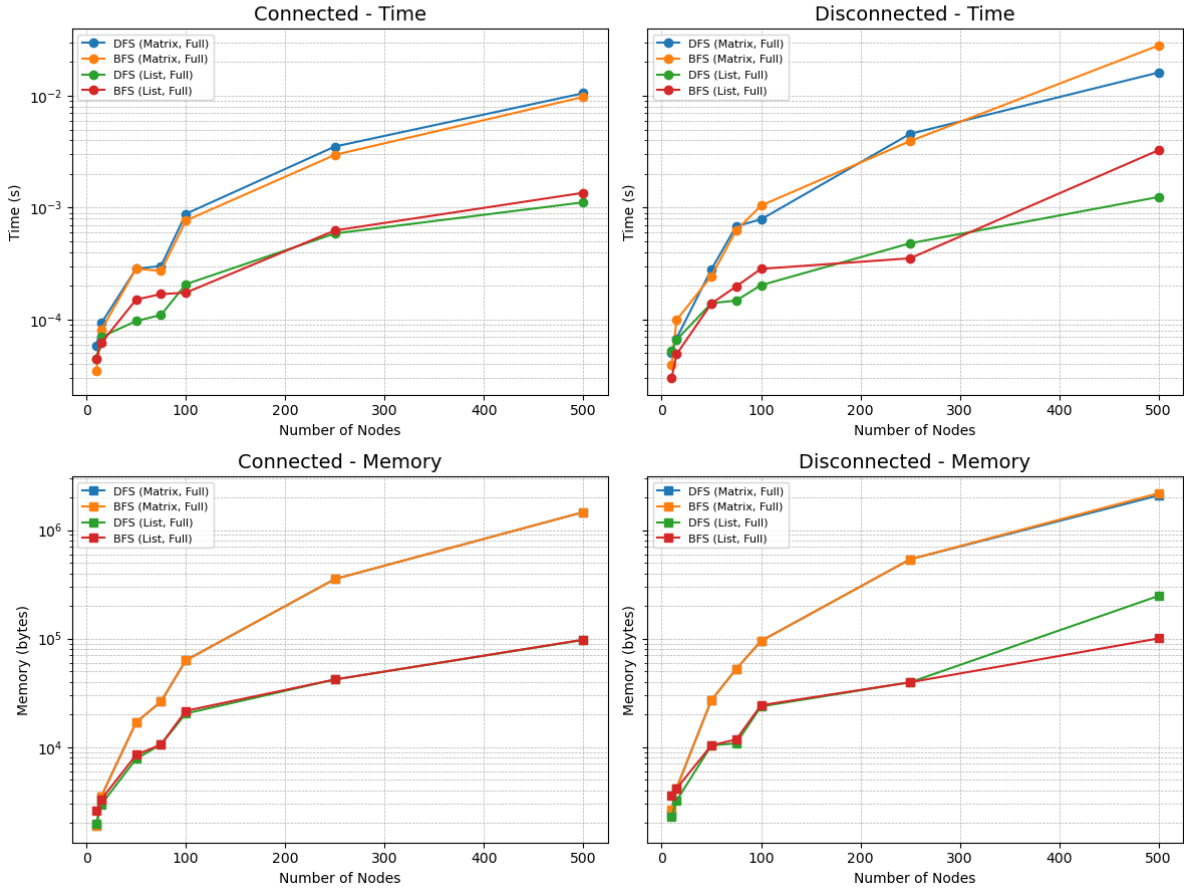 Connected - Time
DFS (Matrix, Full)
BFS (Matrix, Full)
DFS (List, Full)
BFS (List, Full)
10⁻²
10⁻³
10⁻⁴
Time (s)
0 100 200 300 400 500
Number of Nodes
Disconnected - Time
DFS (Matrix, Full)
BFS (Matrix, Full)
DFS (List, Full)
BFS (List, Full)
Time (s)
0 100 200 300 400 500
Number of Nodes
Connected - Memory
DFS (Matrix, Full)
BFS (Matrix, Full)
DFS (List, Full)
BFS (List, Full)
10⁶
10⁵
10⁴
Memory (bytes)
0 100 200 300 400 500
Number of Nodes
Disconnected - Memory
DFS (Matrix, Full)
BFS (Matrix, Full)
DFS (List, Full)
BFS (List, Full)
Memory (bytes)
0 100 200 300 400 500
Number of Nodes